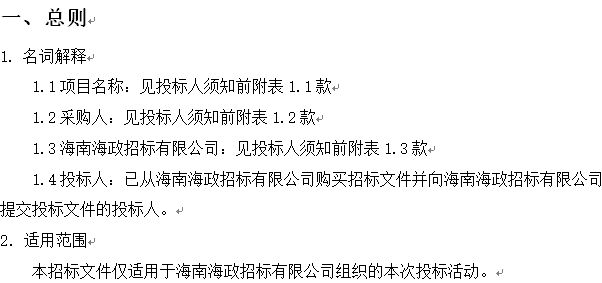 一、总则
1. 名词解释
1.1项目名称：见投标人须知前附表1.1款
1.2采购人：见投标人须知前附表1.2款
1.3海南海政招标有限公司：见投标人须知前附表1.3款
1.4投标人：已从海南海政招标有限公司购买招标文件并向海南海政招标有限公司
提交投标文件的投标人。
2. 适用范围
本招标文件仅适用于海南海政招标有限公司组织的本次投标活动。